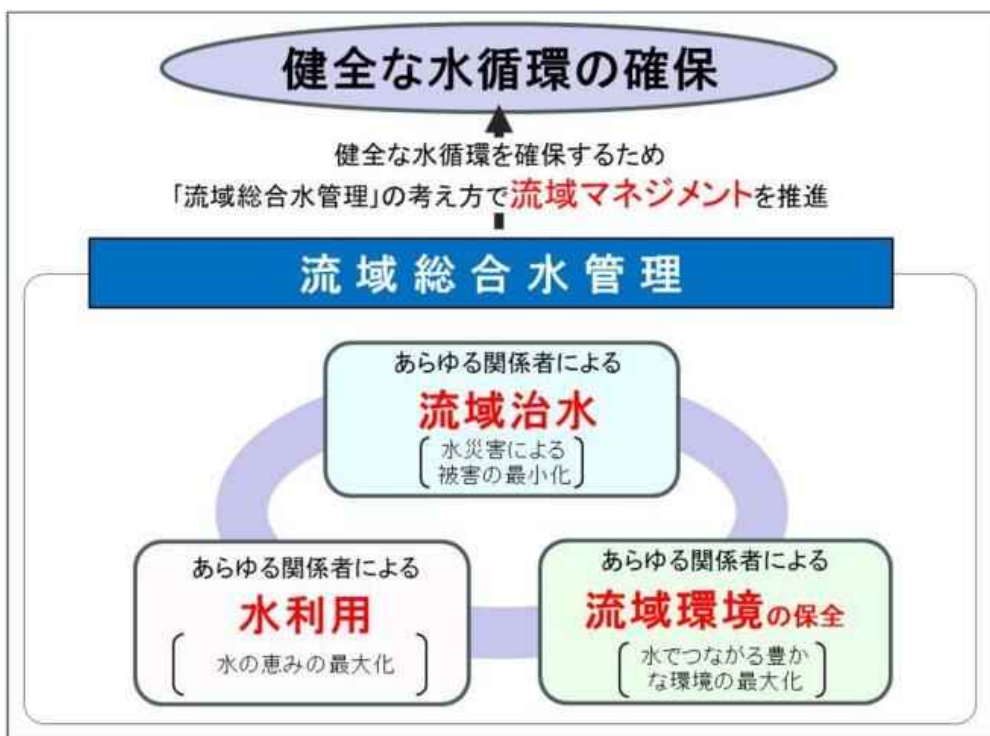 健全な水循環の確保
健全な水循環を確保するため
「流域総合水管理」の考え方で流域マネジメントを推進
流域総合水管理
あらゆる関係者による
流域治水
水災害による
被害の最小化
あらゆる関係者による
水利用
水の恵みの最大化
あらゆる関係者による
流域環境の保全
水でつながる豊か
な環境の最大化